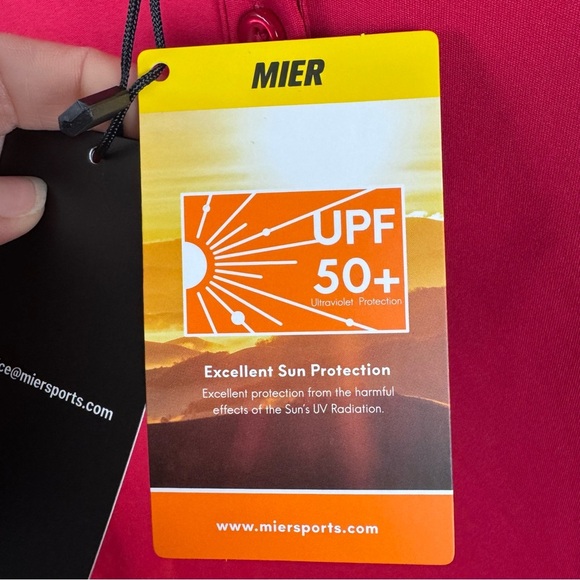 MIER
UPF
50+
Ultraviolet Protection
Excellent Sun Protection
Excellent protection from the harmful
effects of the Sun's UV Radiation.
www.miersports.com
ce@miersports.com